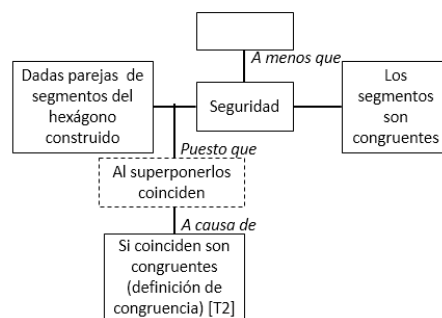 A menos que
Dadas parejas de
segmentos del
hexágono
construido
Seguridad
Los
segmentos
son
congruentes
Puesto que
Al superponerlos
coinciden
A causa de
Si coinciden son
congruentes
(definición de
congruencia) [T2]